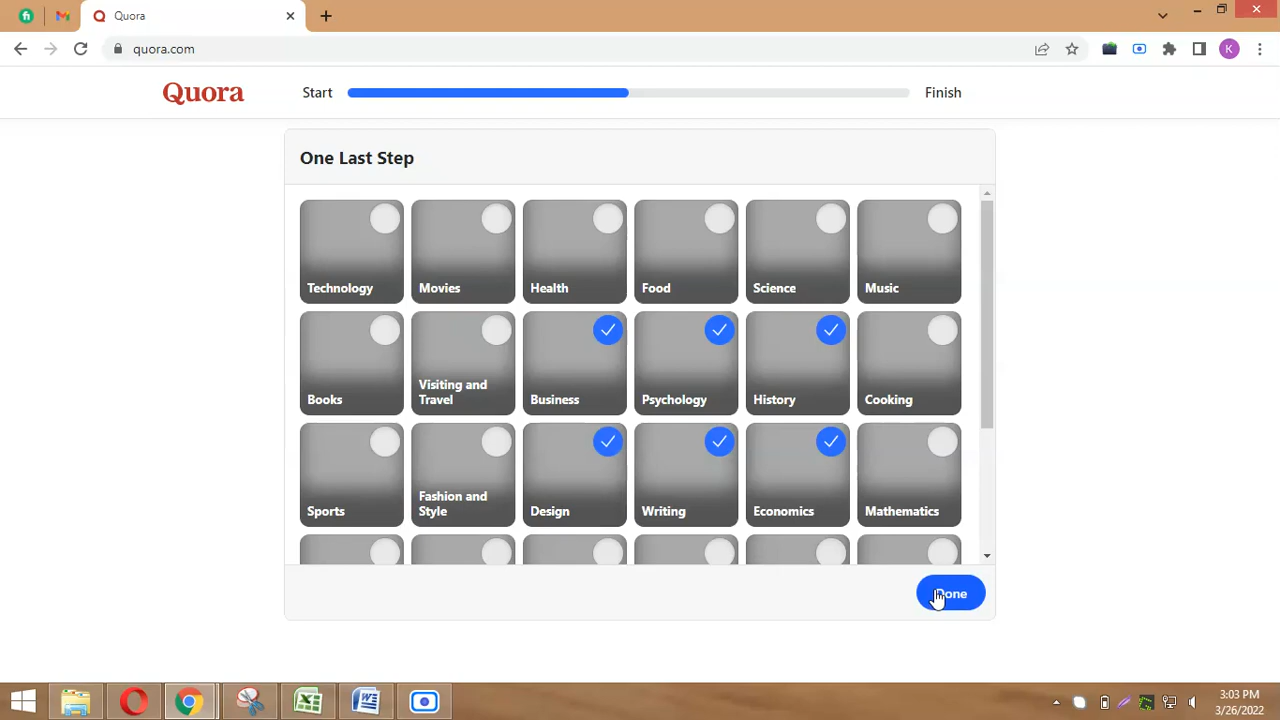 Quora
quora.com
K
Quora
Start
Finish
One Last Step
Technology
Movies
Health
Food
Science
Music
Books
Visiting and
Travel
Business
Psychology
History
Cooking
Sports
Fashion and
Style
Design
Writing
Economics
Mathematics
Done
3:03 PM
3/26/2022